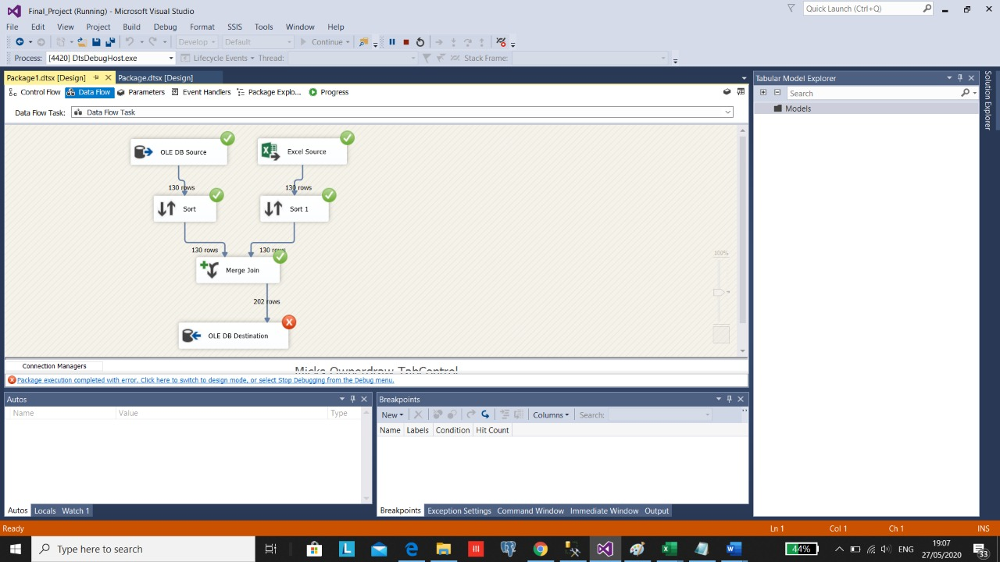 Final_Project (Running) - Microsoft Visual Studio
Quick Launch (Ctrl+Q)
File Edit View Project Build Debug Format SSIS Tools Window Help
Develop Default Continue
Process: [4420] DtsDebugHost.exe Lifecycle Events Thread: Stack Frame:
Package1.dtsx [Design] Package.dtsx [Design]
Tabular Model Explorer
Control Flow Data Flow Parameters Event Handlers Package Explo... Progress
Search
Data Flow Task: Data Flow Task
Models
Solution Explorer
OLE DB Source Excel Source
130 rows 130 rows
Sort Sort 1
130 rows 130 rows
100%
Merge Join
202 rows
OLE DB Destination
Connection Managers
Micks Ownerdraw TabControl
Package execution completed with error. Click here to switch to design mode, or select Stop Debugging from the Debug menu.
Autos
Name Value Type
Breakpoints
New Columns Search:
Name Labels Condition Hit Count
Autos Locals Watch 1
Breakpoints Exception Settings Command Window Immediate Window Output
Ready Ln 1 Col 1 Ch 1 INS
Type here to search
L
44%
ENG
19:07
27/05/2020
33